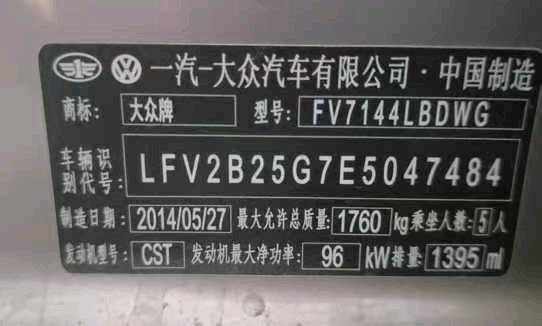 一汽-大众汽车有限公司·中国制造
商标: 大众牌 型号: FV7144LBDWG
车辆识别代号: LFV2B25G7E5047484
制造日期 2014/05/27 最大允许总质量: 1760 kg 乘坐人数: 5 人
发动机型号 CST 发动机最大净功率: 96 kW 排量: 1395 ml